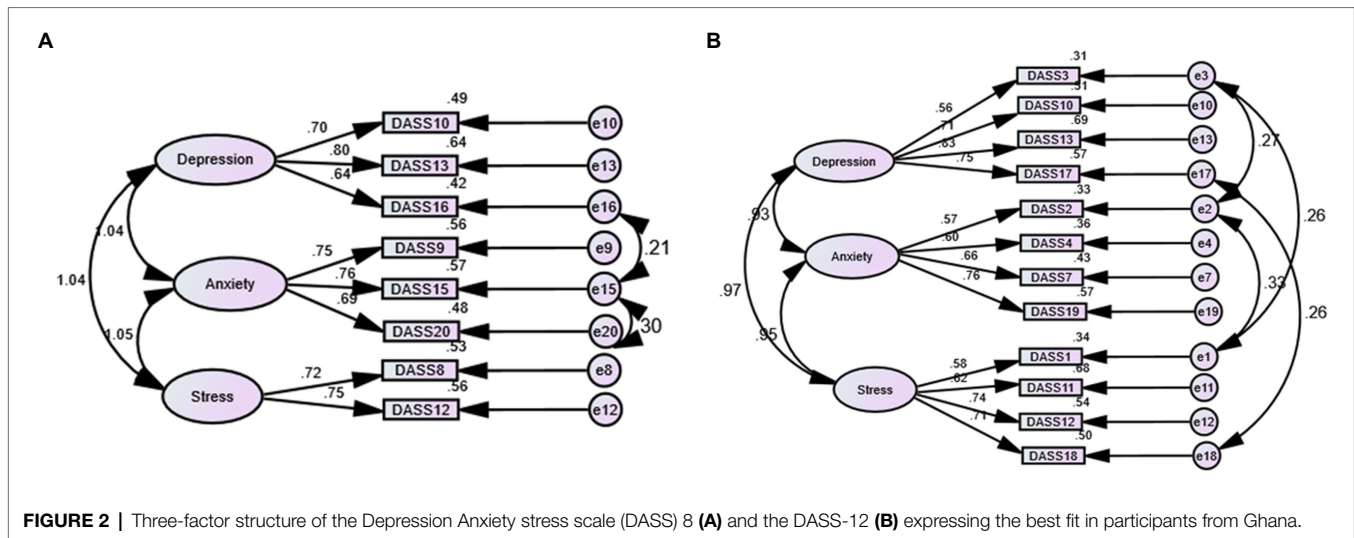 A
B
.49
.70
DASS10
e10
.64
.80
DASS13
e13
Depression
.42
.64
DASS16
e16
.56
.75
DASS9
e9
.21
.57
.76
DASS15
e15
Anxiety
.48
.69
DASS20
e20
.30
.53
.72
DASS8
e8
.56
.75
DASS12
e12
Stress
1.04
1.04
1.05
.31
.56
DASS3
e3
.71
DASS10
e10
.69
.83
DASS13
e13
.57
.75
DASS17
e17
Depression
.33
.57
DASS2
e2
.36
.60
DASS4
e4
.43
.66
DASS7
e7
.57
.76
DASS19
e19
Anxiety
.34
.58
DASS1
e1
.68
DASS11
e11
.54
.74
DASS12
e12
.50
.71
DASS18
e18
Stress
.93
.97
.95
.27
.26
.33
.26
FIGURE 2 | Three-factor structure of the Depression Anxiety stress scale (DASS) 8 (A) and the DASS-12 (B) expressing the best fit in participants from Ghana.